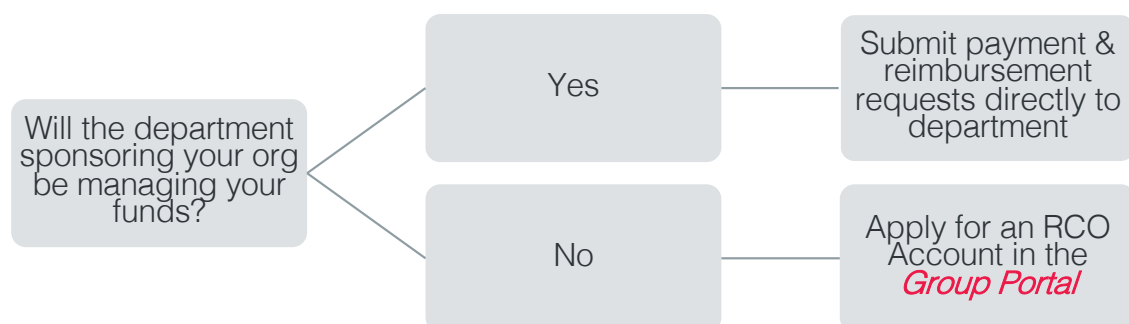 Will the department
sponsoring your org
be managing your
funds?
Yes
Submit payment &
reimbursement
requests directly to
department
No
Apply for an RCO
Account in the
Group Portal